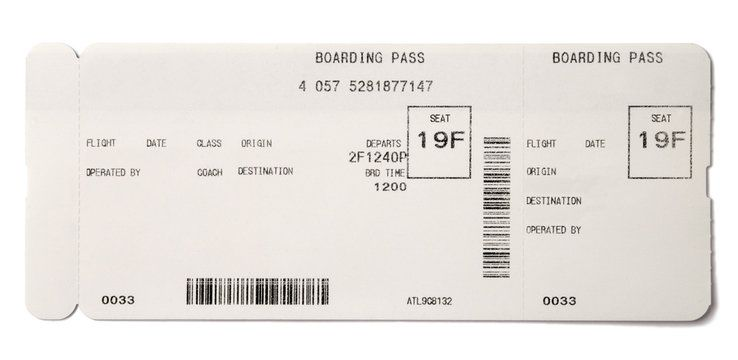 BOARDING PASS
4 057 5281877147
SEAT
19F
FLIGHT DATE CLASS ORIGIN DEPARTS
2F1240P
OPERATED BY COACH DESTINATION BRD TIME
1200
0033
ATL9C8132
BOARDING PASS
SEAT
19F
FLIGHT DATE
ORIGIN
DESTINATION
OPERATED BY
0033